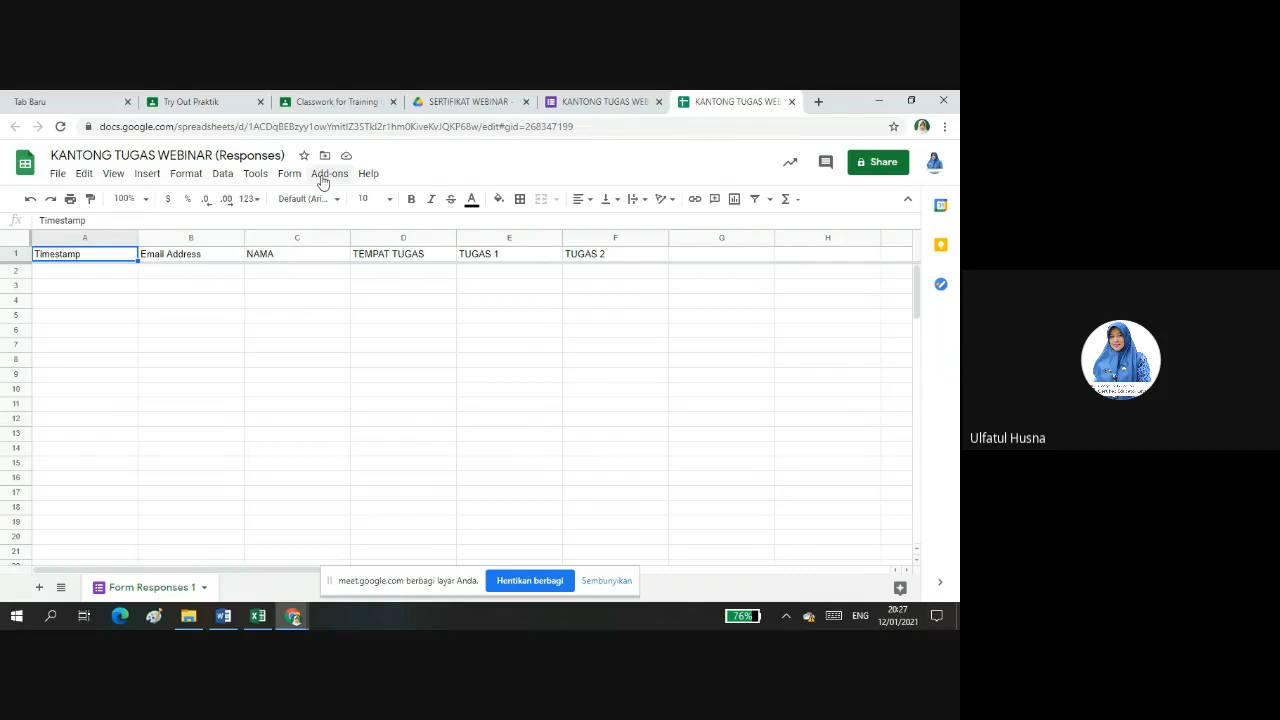 Tab Baru
Try Out Praktik
Classwork for Training
SERTIFIKAT WEBINAR -
KANTONG TUGAS WEB
KANTONG TUGAS WEB
docs.google.com/spreadsheets/d/1ACDqBEBzyy1owYmitIZ3STkI2r1hm0KiveKvJQKP68w/edit#gid=268347199
KANTONG TUGAS WEBINAR (Responses)
Share
File Edit View Insert Format Data Tools Form Add-ons Help
100% $ % .0 .00 123 Default (Ari... 10 B I S A Σ
fx Timestamp
A B C D E F G H
1 Timestamp Email Address NAMA TEMPAT TUGAS TUGAS 1 TUGAS 2
2
3
4
5
6
7
8
9
10
11
12
13
14
15
16
17
18
19
20
21
Ulfatul Husna
Form Responses 1
meet.google.com berbagi layar Anda. Hentikan berbagi Sembunyikan
76% ENG 20:27
12/01/2021